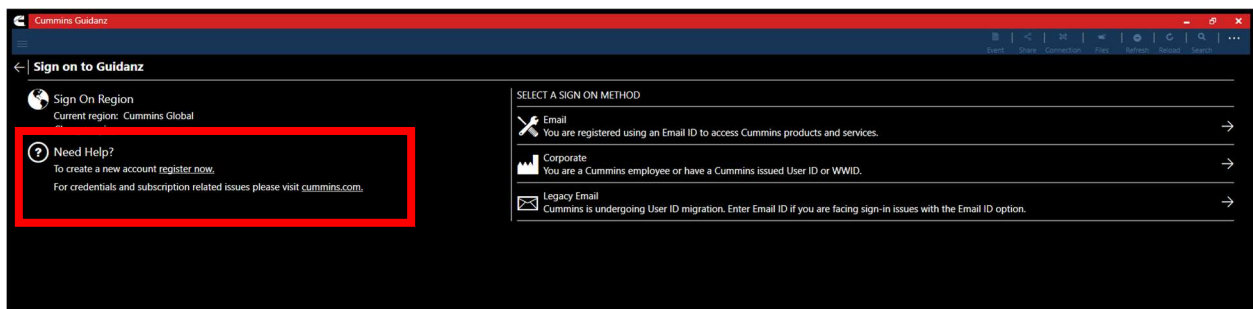 Cummins Guidanz
Event Share Connection Files Refresh Reload Search
Sign on to Guidanz
Sign On Region
Current region: Cummins Global
Need Help?
To create a new account register now.
For credentials and subscription related issues please visit cummins.com.
SELECT A SIGN ON METHOD
Email
You are registered using an Email ID to access Cummins products and services.
Corporate
You are a Cummins employee or have a Cummins issued User ID or WWID.
Legacy Email
Cummins is undergoing User ID migration. Enter Email ID if you are facing sign-in issues with the Email ID option.